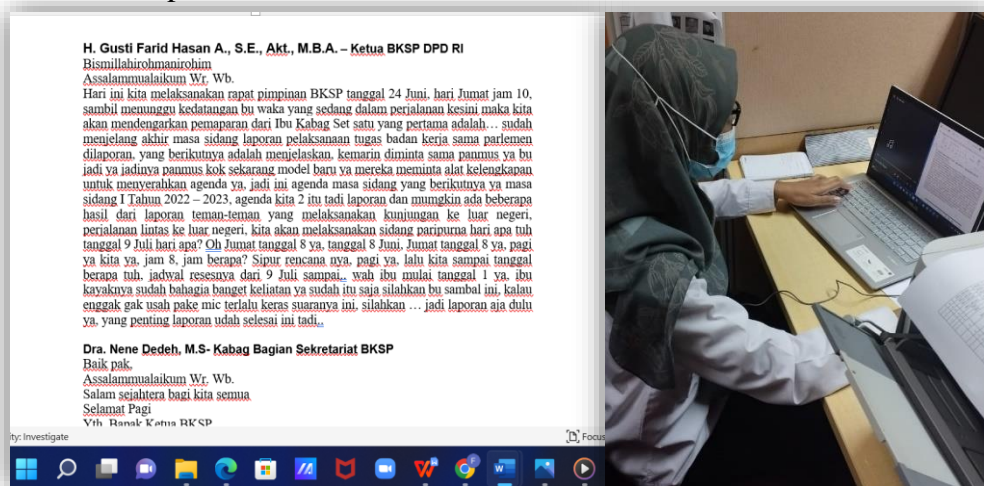 H. Gusti Farid Hasan A., S.E., Akt., M.B.A. – Ketua BKSP DPD RI
Bismillahirohmanirohim
Assalammualaikum Wr. Wb.
Hari ini kita melaksanakan rapat pimpinan BKSP tanggal 24 Juni, hari Jumat jam 10,
sambil menunggu kedatangan bu waka yang sedang dalam perjalanan kesini maka kita
akan mendengarkan pemaparan dari Ibu Kabag Set satu yang pertama adalah… sudah
menjelang akhir masa sidang laporan pelaksanaan tugas badan kerja sama parlemen
dilaporan, yang berikutnya adalah menjelaskan, kemarin diminta sama panmus ya bu
jadi ya jadinya panmus kok sekarang model baru ya mereka meminta alat kelengkapan
untuk menyerahkan agenda ya, jadi ini agenda masa sidang yang berikutnya ya masa
sidang I Tahun 2022 – 2023, agenda kita 2 itu tadi laporan dan mumgkin ada beberapa
hasil dari laporan teman-teman yang melaksanakan kunjungan ke luar negeri,
perjalanan lintas ke luar negeri, kita akan melaksanakan sidang paripurna hari apa tuh
tanggal 9 Juli hari apa? Oh Jumat tanggal 8 ya, tanggal 8 Juni, Jumat tanggal 8 ya, pagi
ya kita ya, jam 8, jam berapa? Sipur rencana nya, pagi ya, lalu kita sampai tanggal
berapa tuh, jadwal resesnya dari 9 Juli sampai,. wah ibu mulai tanggal 1 ya, ibu
kayaknya sudah bahagia banget keliatan ya sudah itu saja silahkan bu sambal ini, kalau
enggak gak usah pake mic terlalu keras suaranya ini, silahkan … jadi laporan aja dulu
ya, yang penting laporan udah selesai ini tadi,.
Dra. Nene Dedeh, M.S- Kabag Bagian Sekretariat BKSP
Baik pak,
Assalammualaikum Wr. Wb.
Salam sejahtera bagi kita semua
Selamat Pagi
Yth. Bapak Ketua BKSP
ity: Investigate
Focus